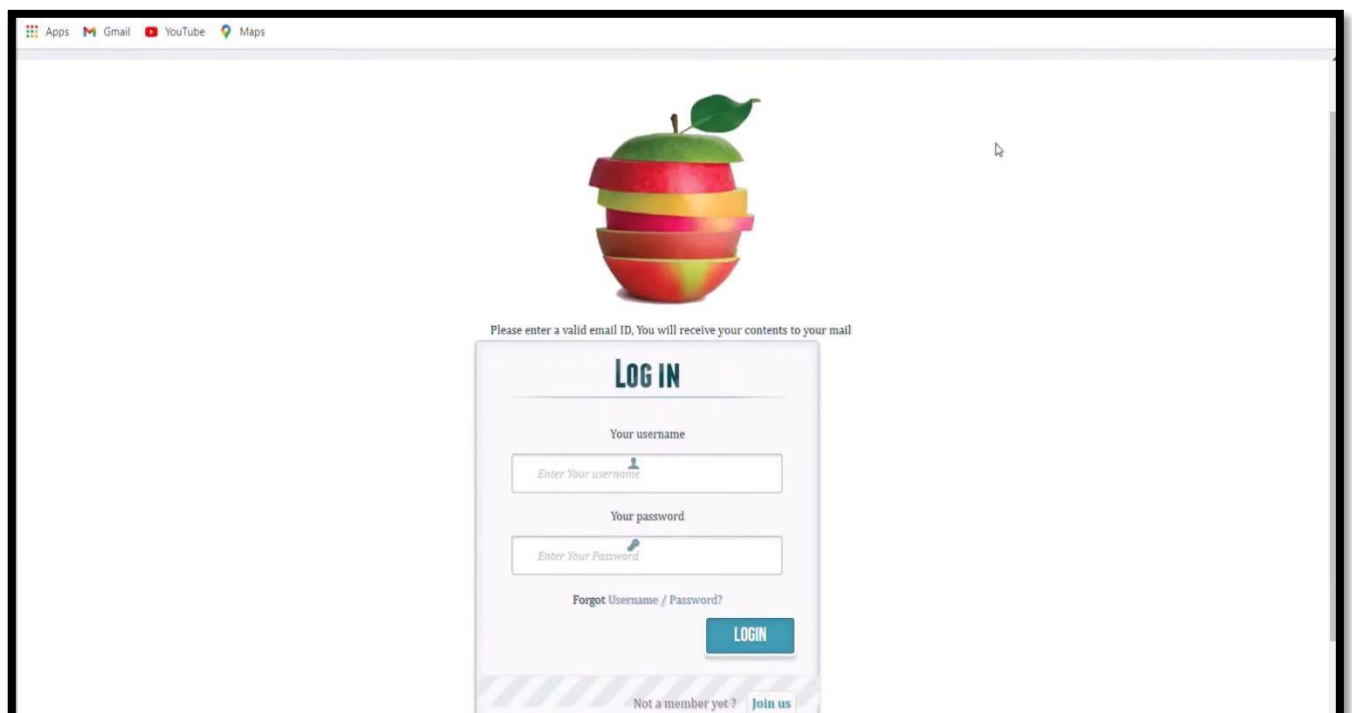 Apps Gmail YouTube Maps
Please enter a valid email ID, You will receive your contents to your mail
LOG IN
Your username
Enter Your username
Your password
Enter Your Password
Forgot Username / Password?
LOGIN
Not a member yet ? Join us